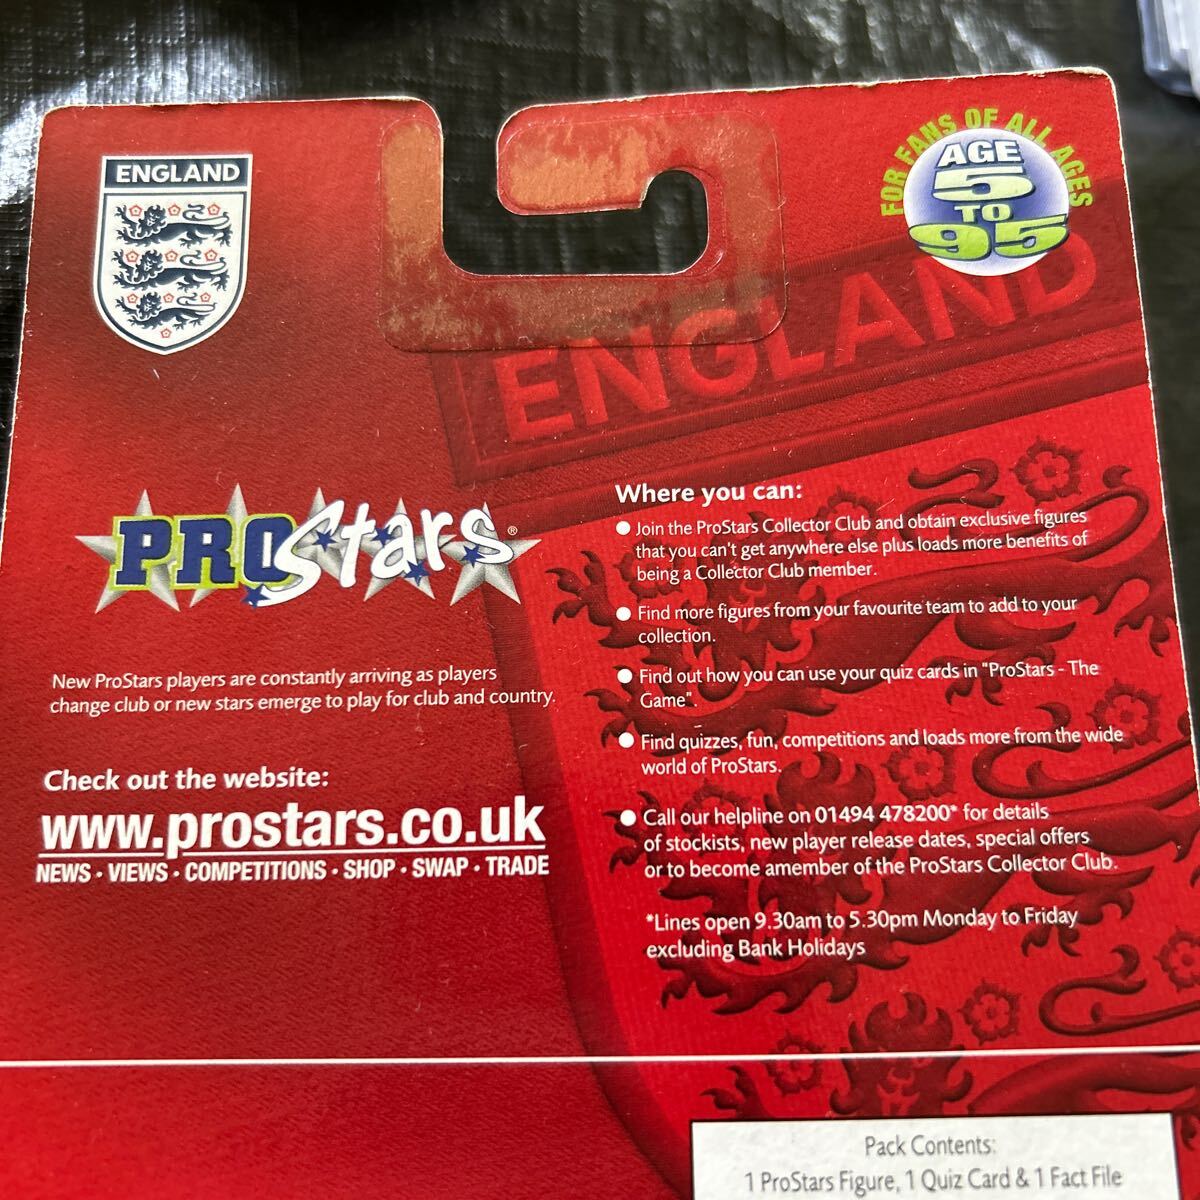 ENGLAND
FOR FANS OF ALL AGES
AGE
5
TO
95
ENGLAND
PROStars®
New ProStars players are constantly arriving as players
change club or new stars emerge to play for club and country.
Check out the website:
www.prostars.co.uk
NEWS · VIEWS · COMPETITIONS · SHOP · SWAP · TRADE
Where you can:
● Join the ProStars Collector Club and obtain exclusive figures
that you can't get anywhere else plus loads more benefits of
being a Collector Club member.
● Find more figures from your favourite team to add to your
collection.
● Find out how you can use your quiz cards in "ProStars - The
Game".
● Find quizzes, fun, competitions and loads more from the wide
world of ProStars.
● Call our helpline on 01494 478200* for details
of stockists, new player release dates, special offers
or to become amember of the ProStars Collector Club.
*Lines open 9.30am to 5.30pm Monday to Friday
excluding Bank Holidays
Pack Contents:
1 ProStars Figure, 1 Quiz Card & 1 Fact File